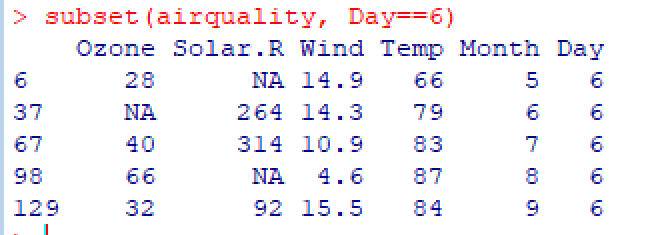 > subset(airquality, Day==6)
Ozone Solar.R Wind Temp Month Day
6 28 NA 14.9 66 5 6
37 NA 264 14.3 79 6 6
67 40 314 10.9 83 7 6
98 66 NA 4.6 87 8 6
129 32 92 15.5 84 9 6
>